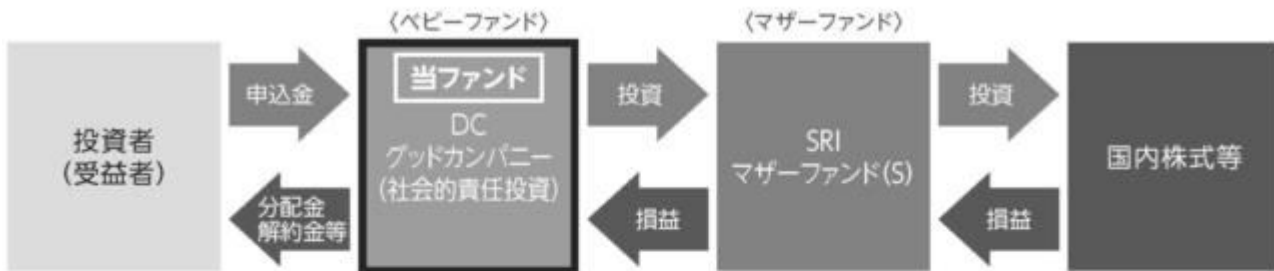 〈ベビーファンド〉
〈マザーファンド〉
投資者
(受益者)
申込金
分配金
解約金等
当ファンド
DC
グッドカンパニー
(社会的責任投資)
投資
損益
SRI
マザーファンド(S)
投資
損益
国内株式等